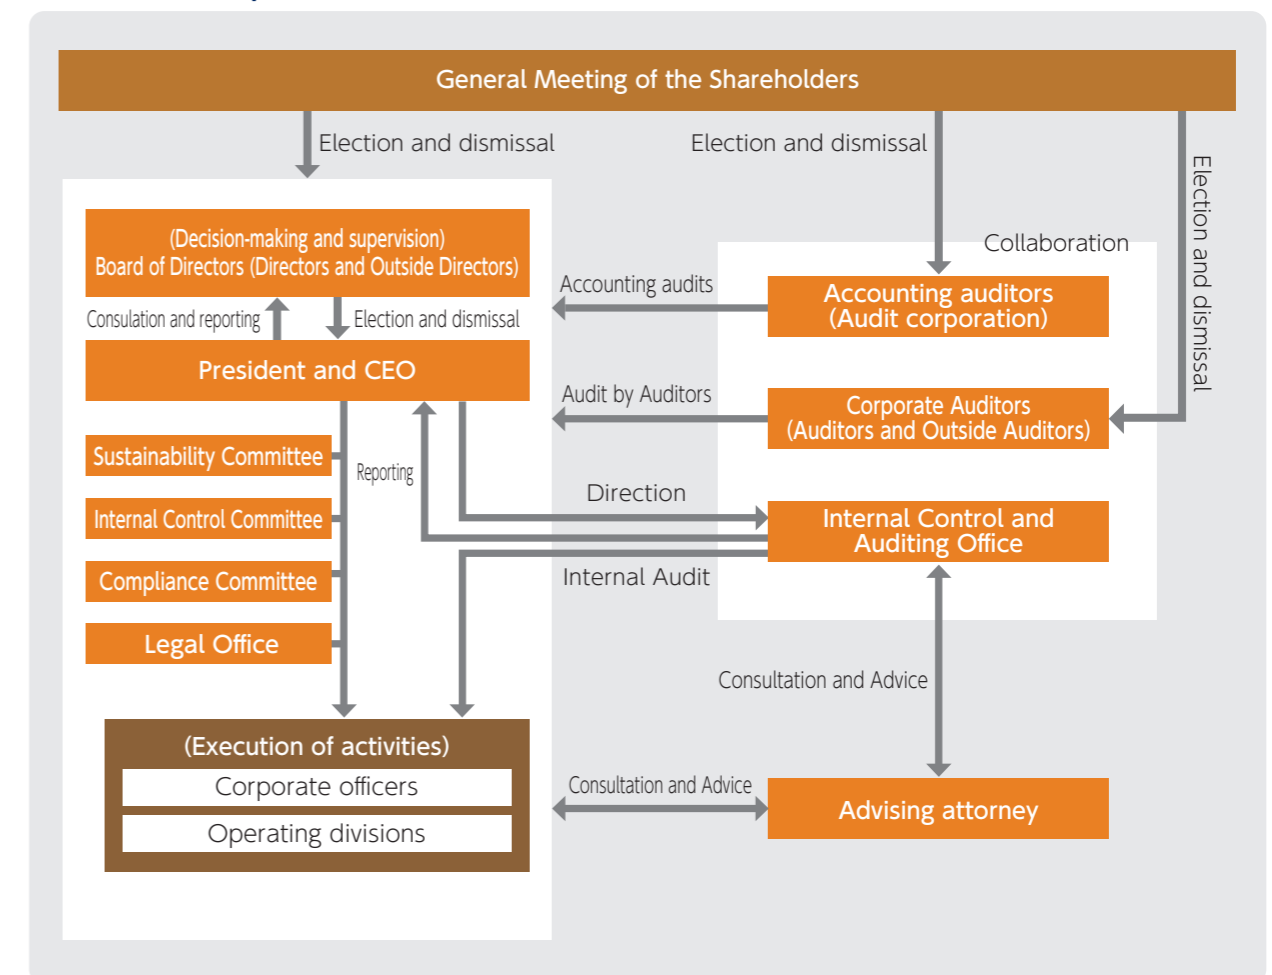 General Meeting of the Shareholders
Election and dismissal
Election and dismissal
Election and dismissal
(Decision-making and supervision)
Board of Directors (Directors and Outside Directors)
Consulation and reporting
Election and dismissal
President and CEO
Sustainability Committee
Internal Control Committee
Compliance Committee
Legal Office
Reporting
(Execution of activities)
Corporate officers
Operating divisions
Accounting audits
Audit by Auditors
Direction
Internal Audit
Collaboration
Accounting auditors
(Audit corporation)
Corporate Auditors
(Auditors and Outside Auditors)
Internal Control and
Auditing Office
Consultation and Advice
Consultation and Advice
Advising attorney